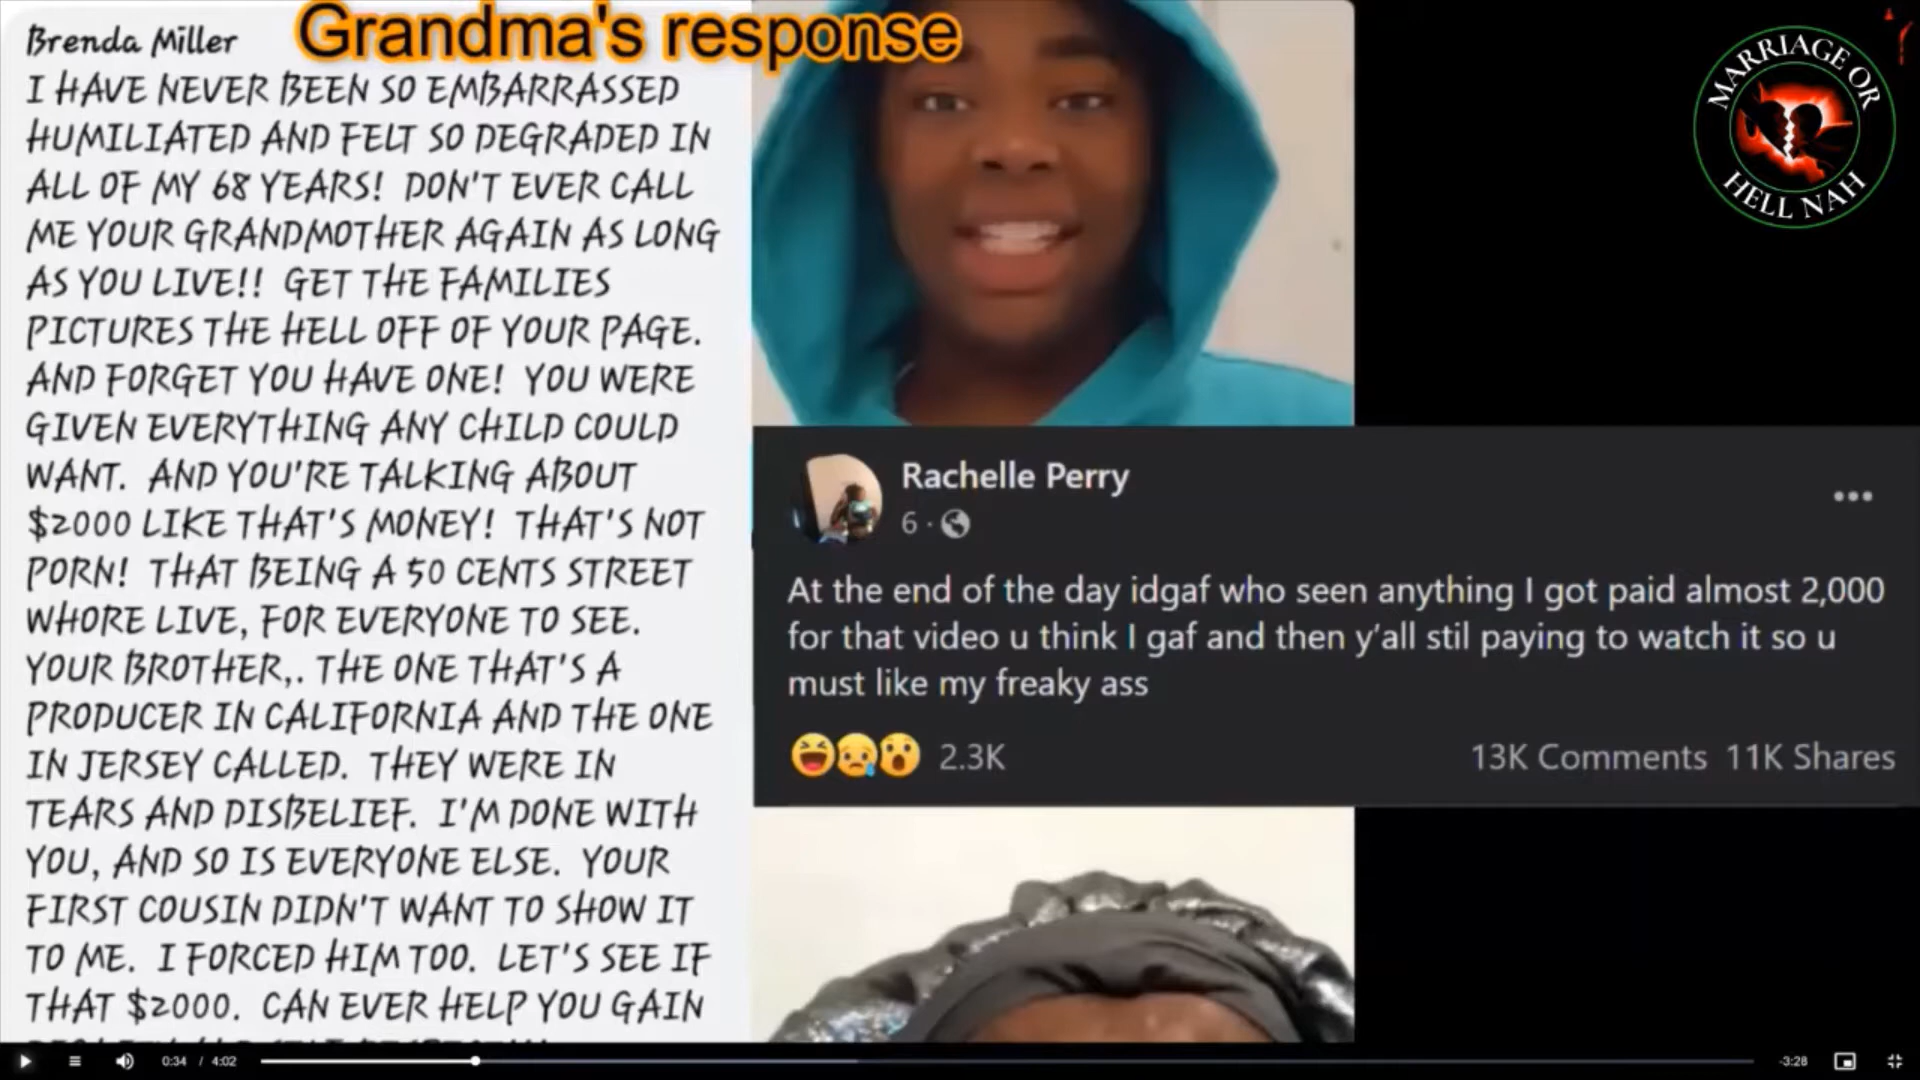 Grandma's response
Brenda Miller
I HAVE NEVER BEEN SO EMBARRASSED
HUMILIATED AND FELT SO DEGRADED IN
ALL OF MY 68 YEARS! DON'T EVER CALL
ME YOUR GRANDMOTHER AGAIN AS LONG
AS YOU LIVE!! GET THE FAMILIES
PICTURES THE HELL OFF OF YOUR PAGE.
AND FORGET YOU HAVE ONE! YOU WERE
GIVEN EVERYTHING ANY CHILD COULD
WANT. AND YOU'RE TALKING ABOUT
$2000 LIKE THAT'S MONEY! THAT'S NOT
PORN! THAT BEING A 50 CENTS STREET
WHORE LIVE, FOR EVERYONE TO SEE.
YOUR BROTHER,. THE ONE THAT'S A
PRODUCER IN CALIFORNIA AND THE ONE
IN JERSEY CALLED. THEY WERE IN
TEARS AND DISBELIEF. I'M DONE WITH
YOU, AND SO IS EVERYONE ELSE. YOUR
FIRST COUSIN DIDN'T WANT TO SHOW IT
TO ME. I FORCED HIM TOO. LET'S SEE IF
THAT $2000. CAN EVER HELP YOU GAIN
MARRIAGE OR
HELL NAH
Rachelle Perry
6 ·
At the end of the day idgaf who seen anything I got paid almost 2,000
for that video u think I gaf and then y'all stil paying to watch it so u
must like my freaky ass
2.3K
13K Comments 11K Shares
0:34 / 4:02
-3:28